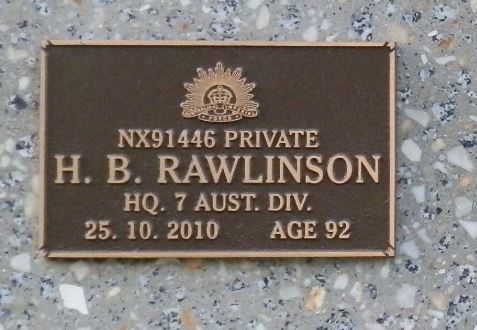 NX91446 PRIVATE
H. B. RAWLINSON
HQ. 7 AUST. DIV.
25. 10. 2010 AGE 92